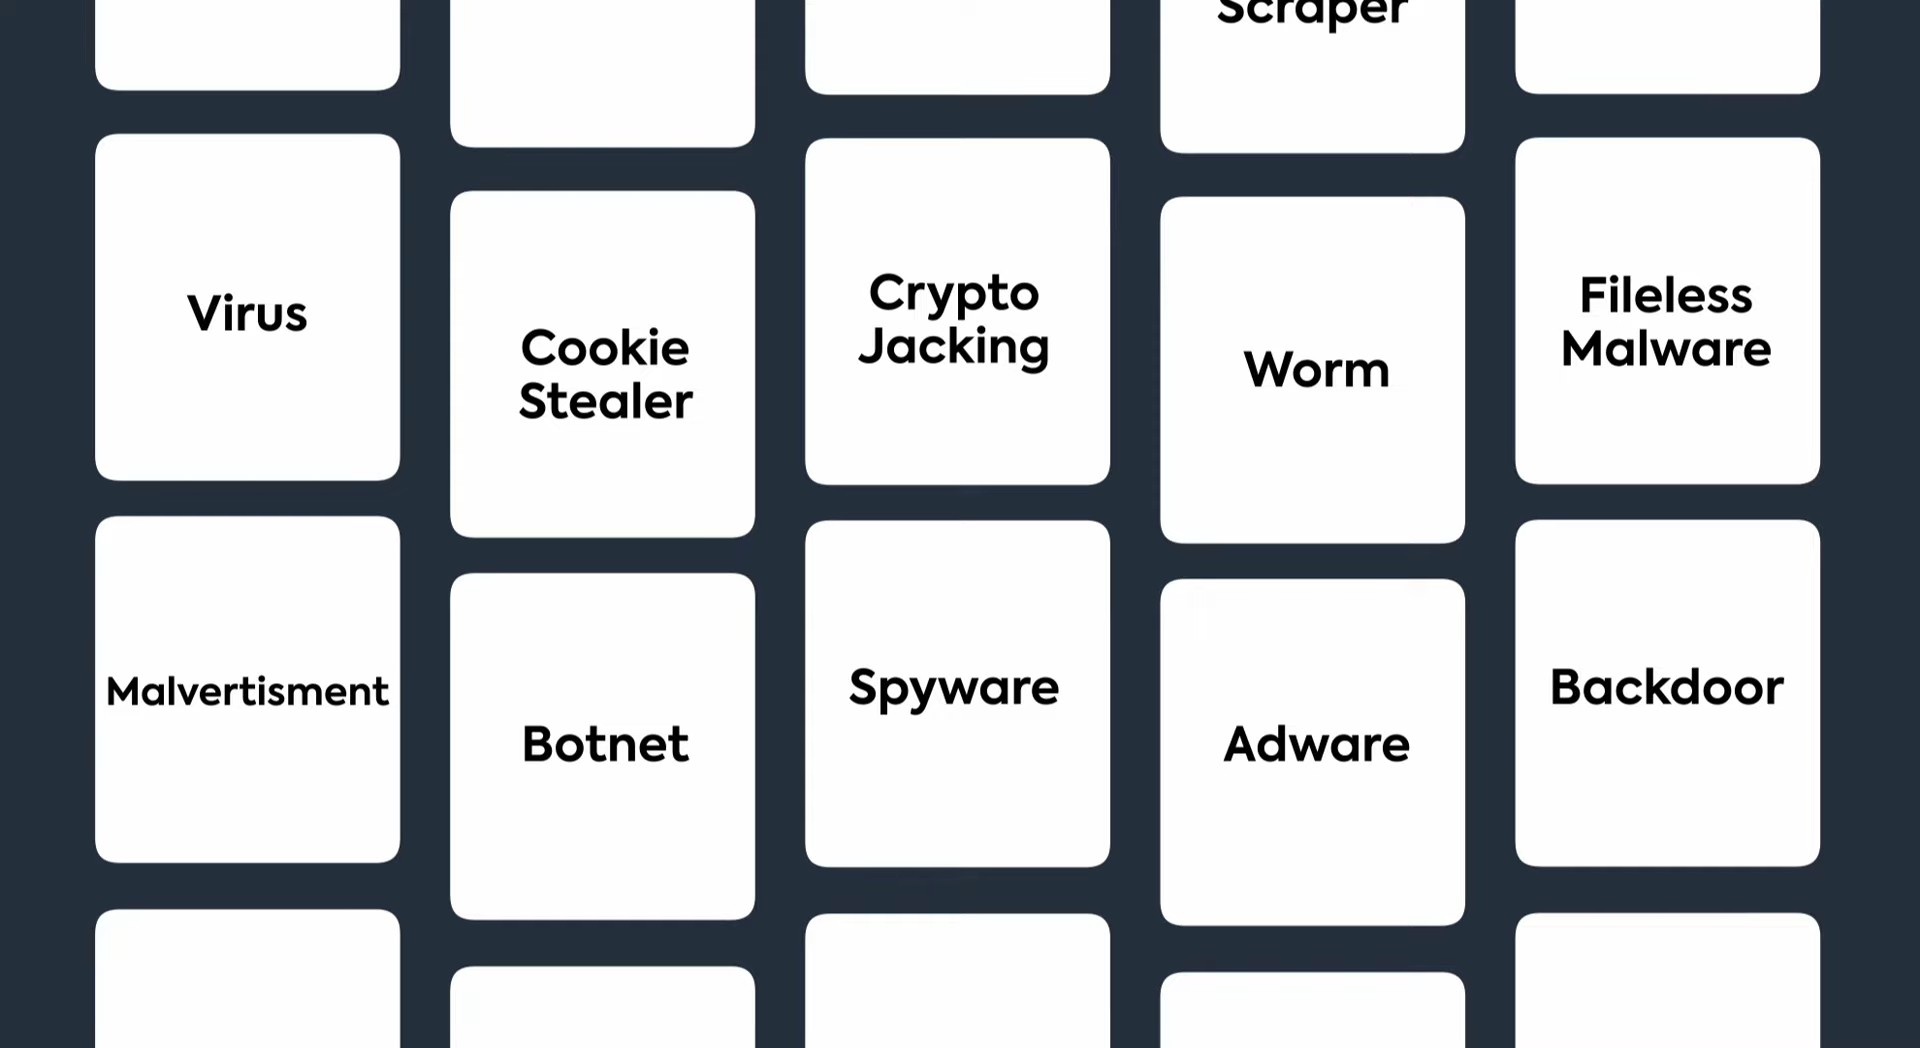 Scraper
Virus
Cookie
Stealer
Crypto
Jacking
Worm
Fileless
Malware
Malvertisment
Botnet
Spyware
Adware
Backdoor